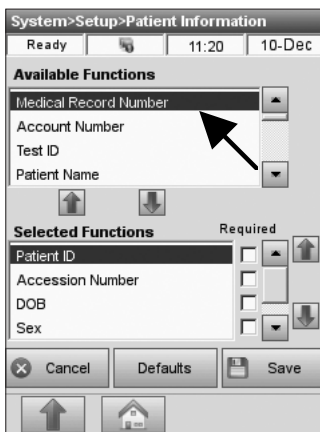 System>Setup>Patient Information
Ready 11:20 10-Dec
Available Functions
Medical Record Number
Account Number
Test ID
Patient Name
Selected Functions Required
Patient ID
Accession Number
DOB
Sex
Cancel Defaults Save